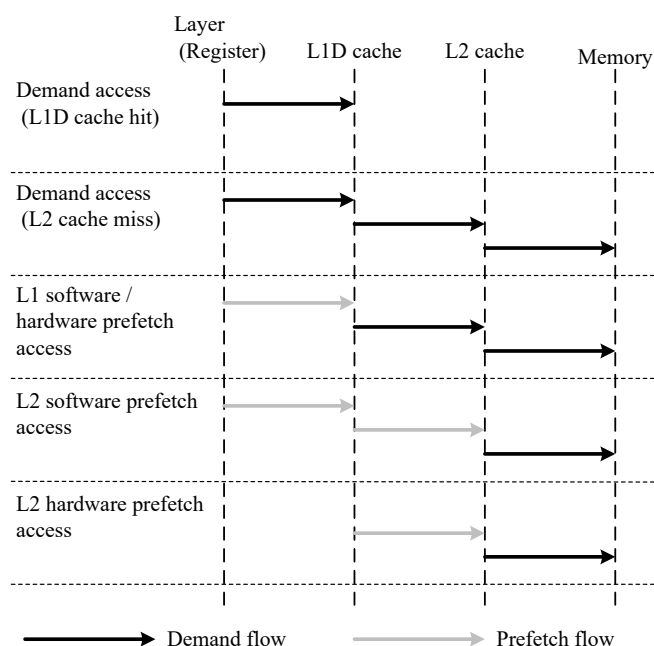 Layer
(Register)
L1D cache
L2 cache
Memory
Demand access
(L1D cache hit)
Demand access
(L2 cache miss)
L1 software /
hardware prefetch
access
L2 software prefetch
access
L2 hardware prefetch
access
Demand flow
Prefetch flow